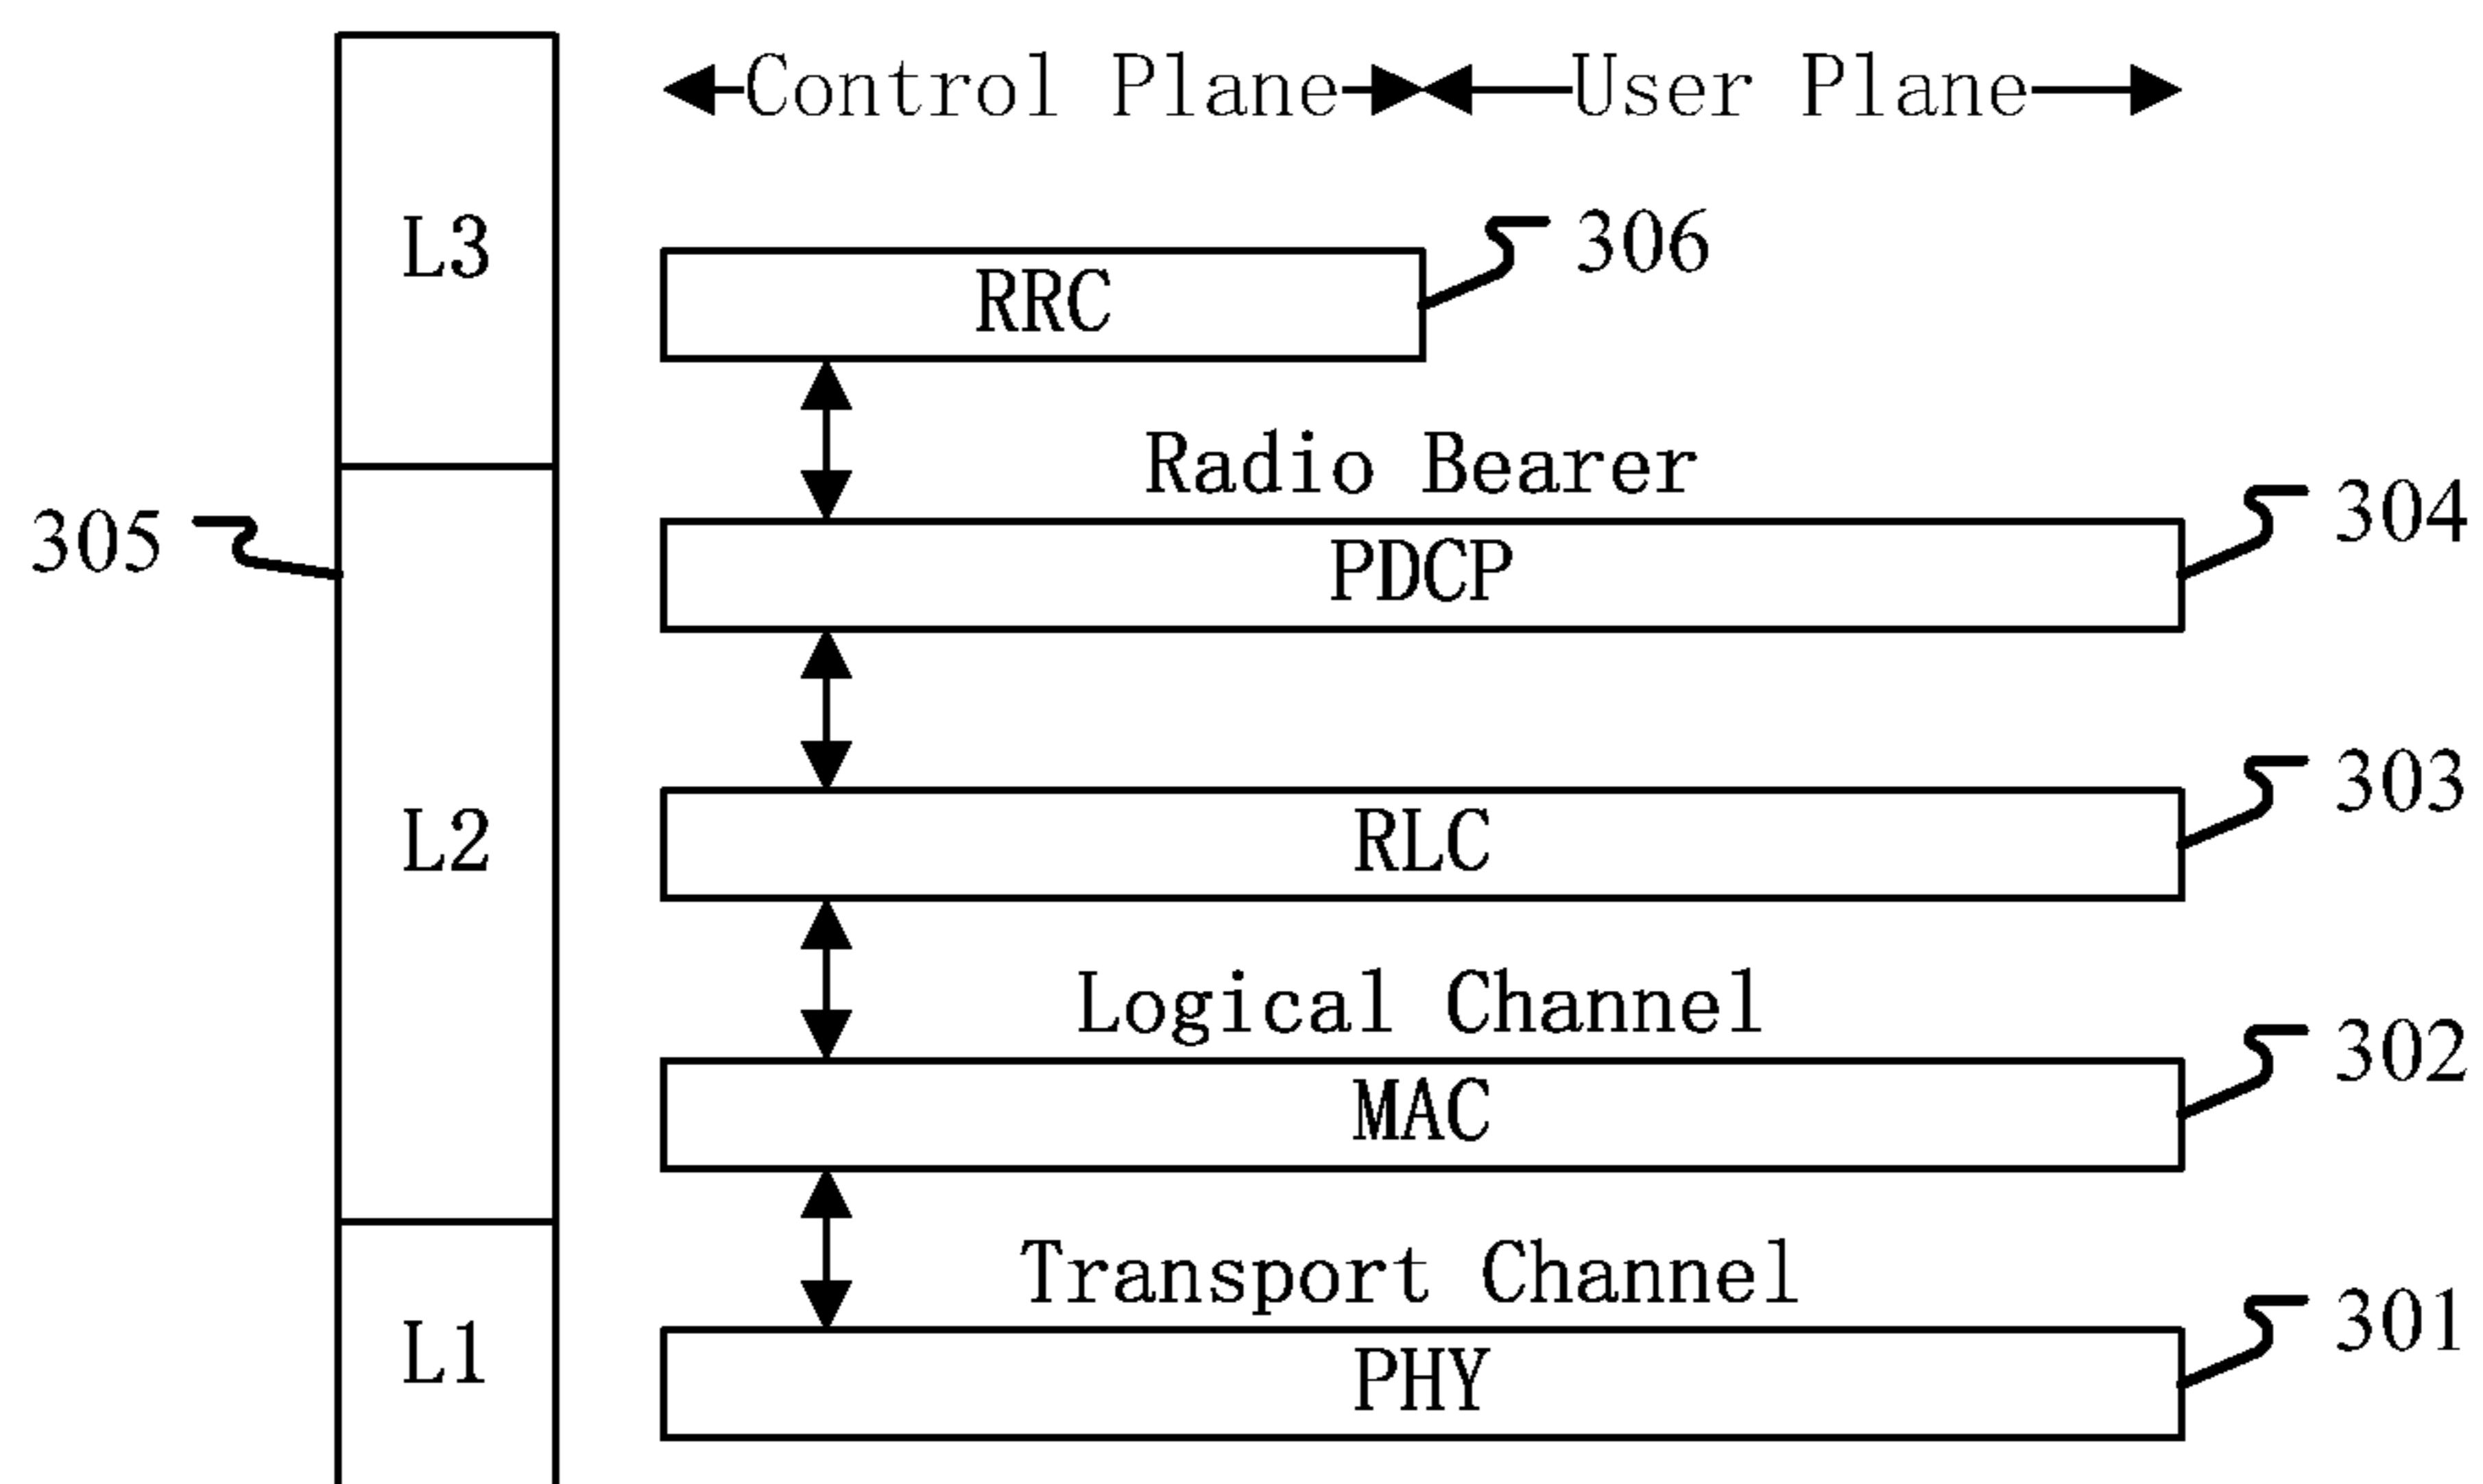 Control Plane User Plane
L3
306
RRC
Radio Bearer
304
305
PDCP
303
L2
RLC
Logical Channel
302
MAC
Transport Channel
301
L1
PHY